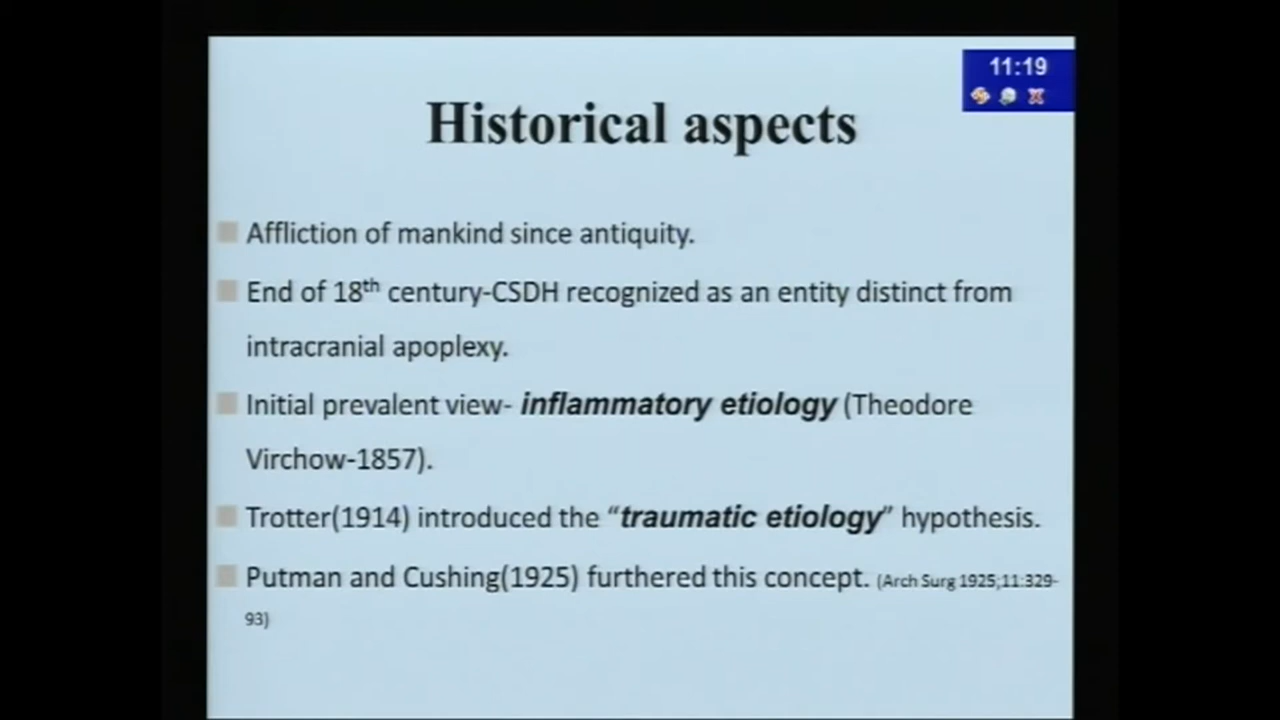 11:19
Historical aspects
Affliction of mankind since antiquity.
End of 18th century-CSDH recognized as an entity distinct from
intracranial apoplexy.
Initial prevalent view- inflammatory etiology (Theodore
Virchow-1857).
Trotter(1914) introduced the “traumatic etiology” hypothesis.
Putman and Cushing(1925) furthered this concept. (Arch Surg 1925;11:329-
93)